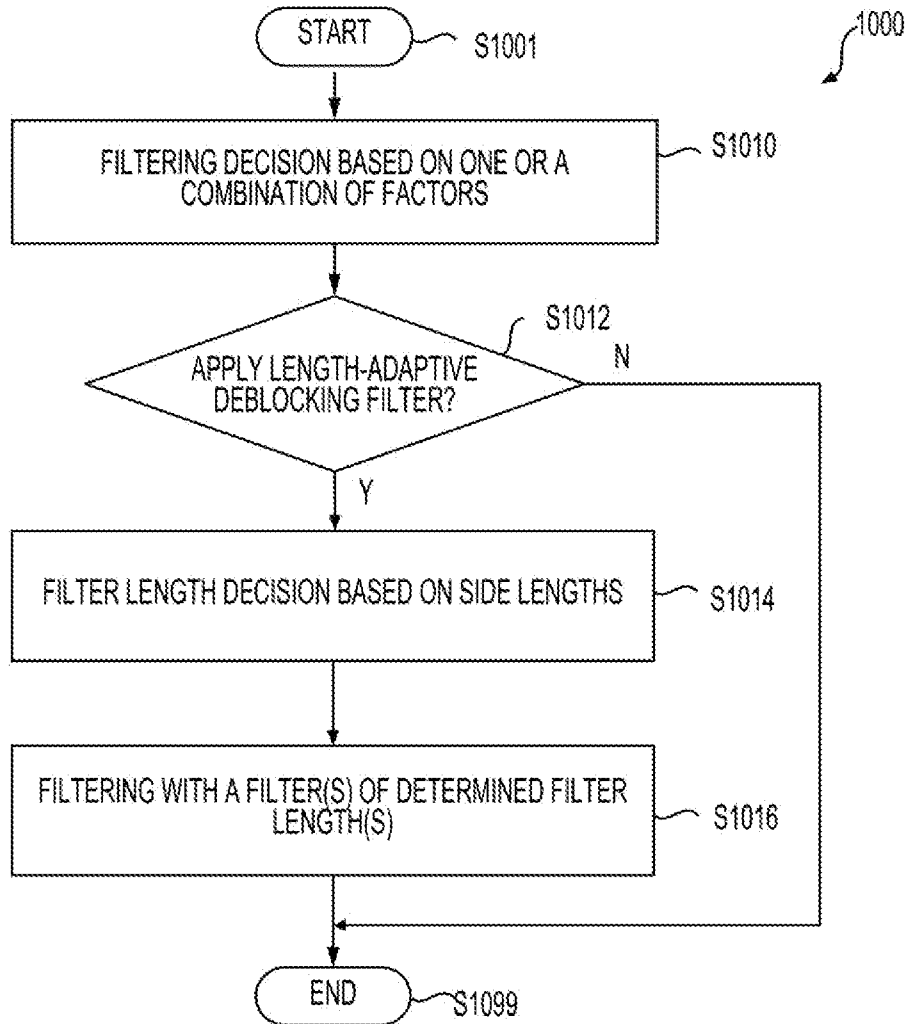 START
S1001
1000
FILTERING DECISION BASED ON ONE OR A
COMBINATION OF FACTORS
S1010
S1012
APPLY LENGTH-ADAPTIVE
DEBLOCKING FILTER?
N
Y
FILTER LENGTH DECISION BASED ON SIDE LENGTHS
S1014
FILTERING WITH A FILTER(S) OF DETERMINED FILTER
LENGTH(S)
S1016
END
S1099